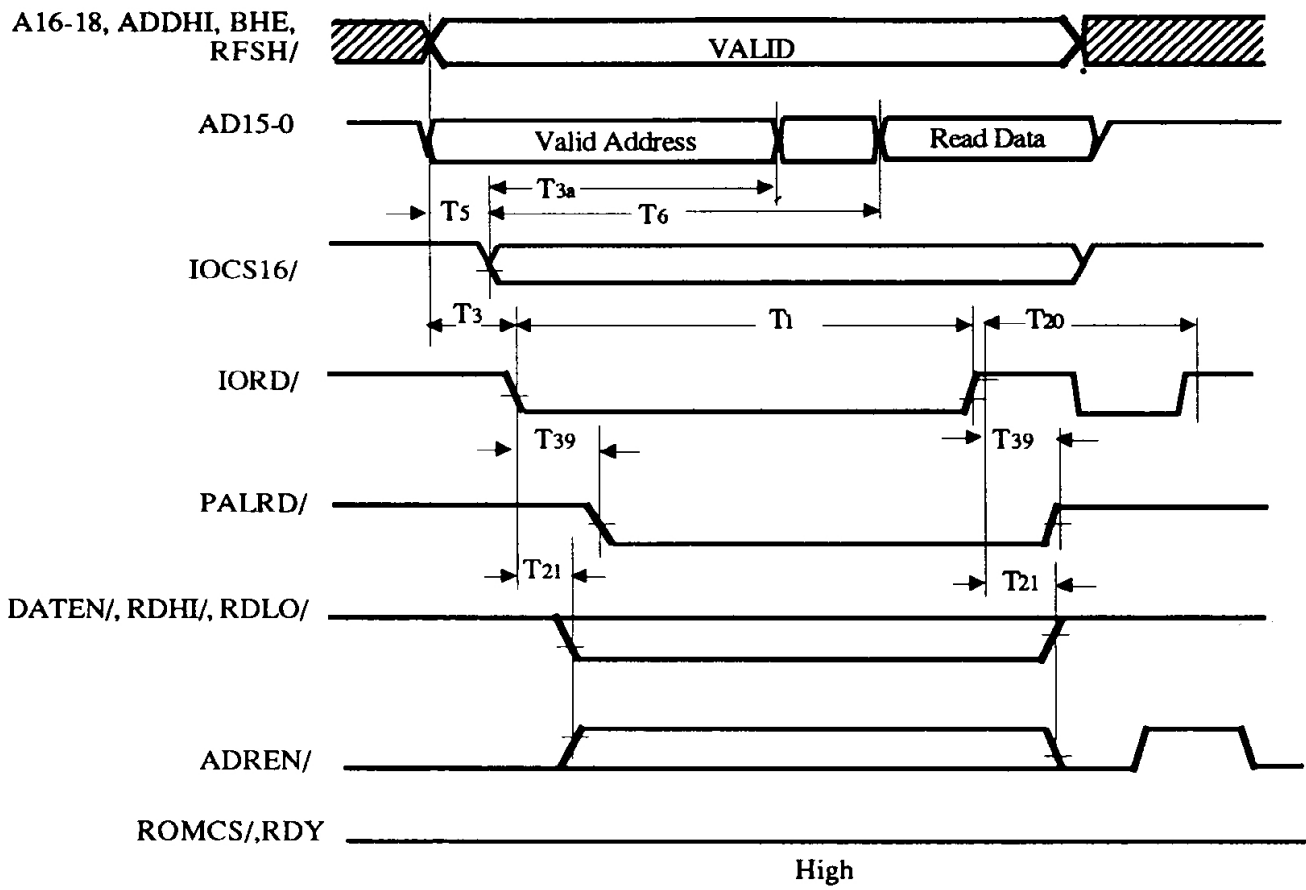 A16-18, ADDHI, BHE,
RFSH/
VALID
AD15-0
Valid Address
Read Data
T3a
T5
T6
IOCS16/
T3
T1
T20
IORD/
T39
T39
PALRD/
T21
T21
DATEN/, RDHI/, RDLO/
ADREN/
ROMCS/,RDY
High